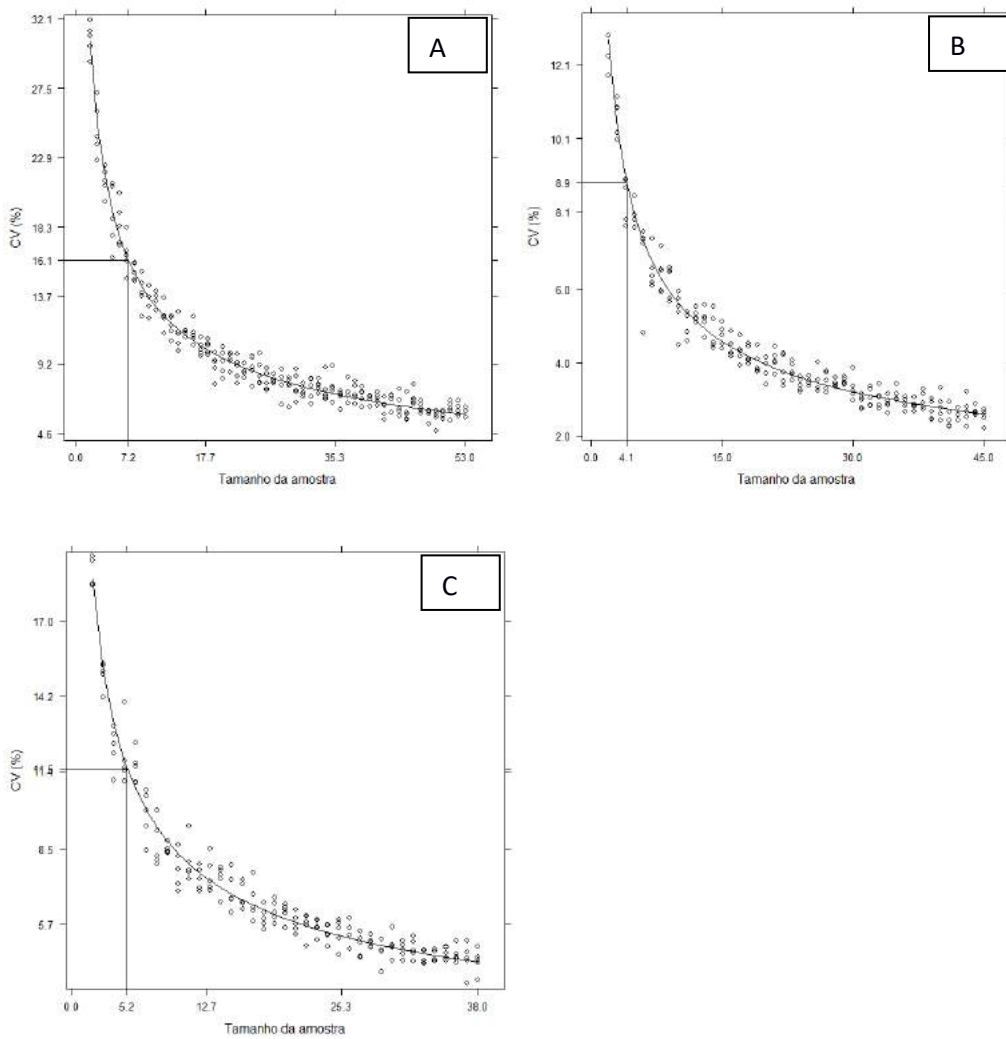 A
CV (%)
32.1
27.5
22.9
18.3
16.1
13.7
9.2
4.6
0.0 7.2 17.7 35.3 53.0
Tamanho da amostra
B
CV (%)
12.1
10.1
8.9
8.1
6.0
4.0
2.0
0.0 4.1 15.0 30.0 45.0
Tamanho da amostra
C
CV (%)
17.0
14.2
11.5
8.5
5.7
0.0 5.2 12.7 25.3 38.0
Tamanho da amostra